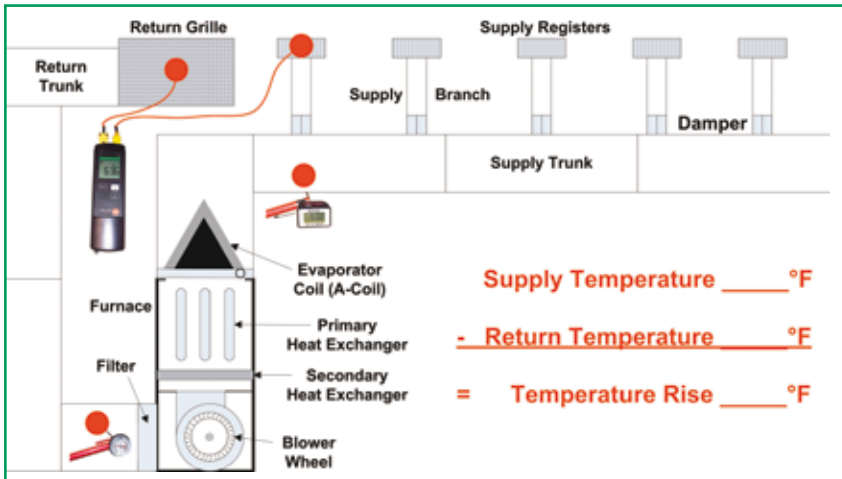 Return Grille
Supply Registers
Return
Trunk
Supply Branch
Damper
Supply Trunk
Evaporator
Coil (A-Coil)
Furnace
Primary
Heat Exchanger
Filter
Secondary
Heat Exchanger
Blower
Wheel
Supply Temperature _____°F
- Return Temperature _____°F
= Temperature Rise _____°F